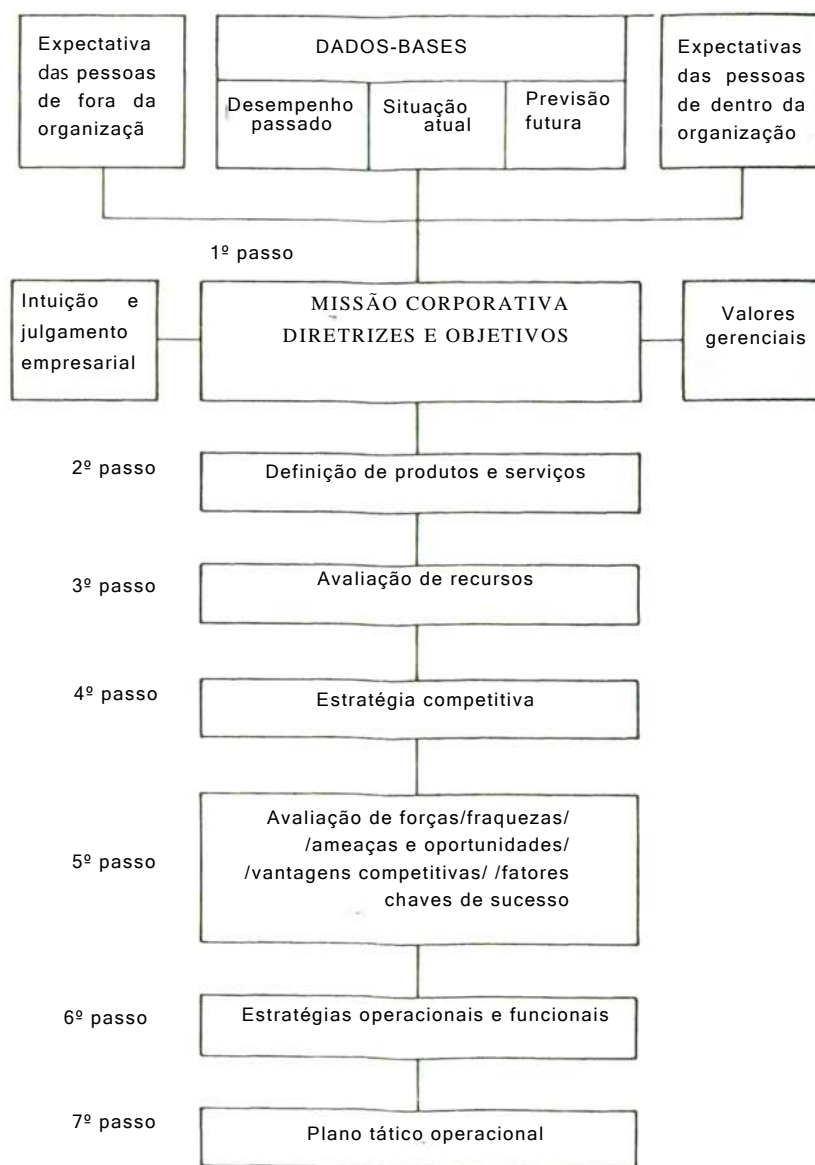 Expectativa
das pessoas
de fora da
organizaçã
DADOS-BASES
Desempenho
passado
Situação
atual
Previsão
futura
Expectativas
das pessoas
de dentro da
organização
1º passo
Intuição e
julgamento
empresarial
MISSÃO CORPORATIVA
DIRETRIZES E OBJETIVOS
Valores
gerenciais
2º passo
Definição de produtos e serviços
3º passo
Avaliação de recursos
4º passo
Estratégia competitiva
5º passo
Avaliação de forças/fraquezas/
/ameaças e oportunidades/
/vantagens competitivas/ /fatores
chaves de sucesso
6º passo
Estratégias operacionais e funcionais
7º passo
Plano tático operacional